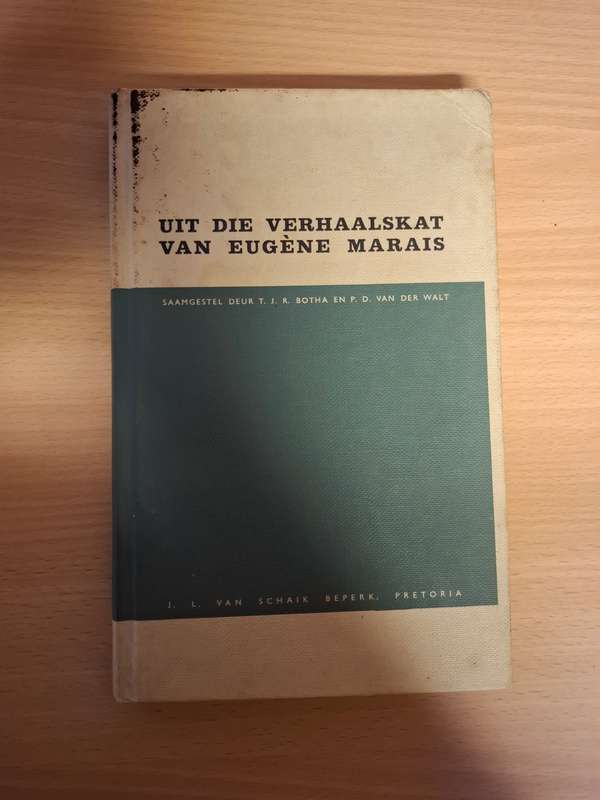 UIT DIE VERHAALSKAT
VAN EUGÈNE MARAIS
SAAMGESTEL DEUR T. J. R. BOTHA EN P. D. VAN DER WALT
J. L. VAN SCHAIK BEPERK, PRETORIA